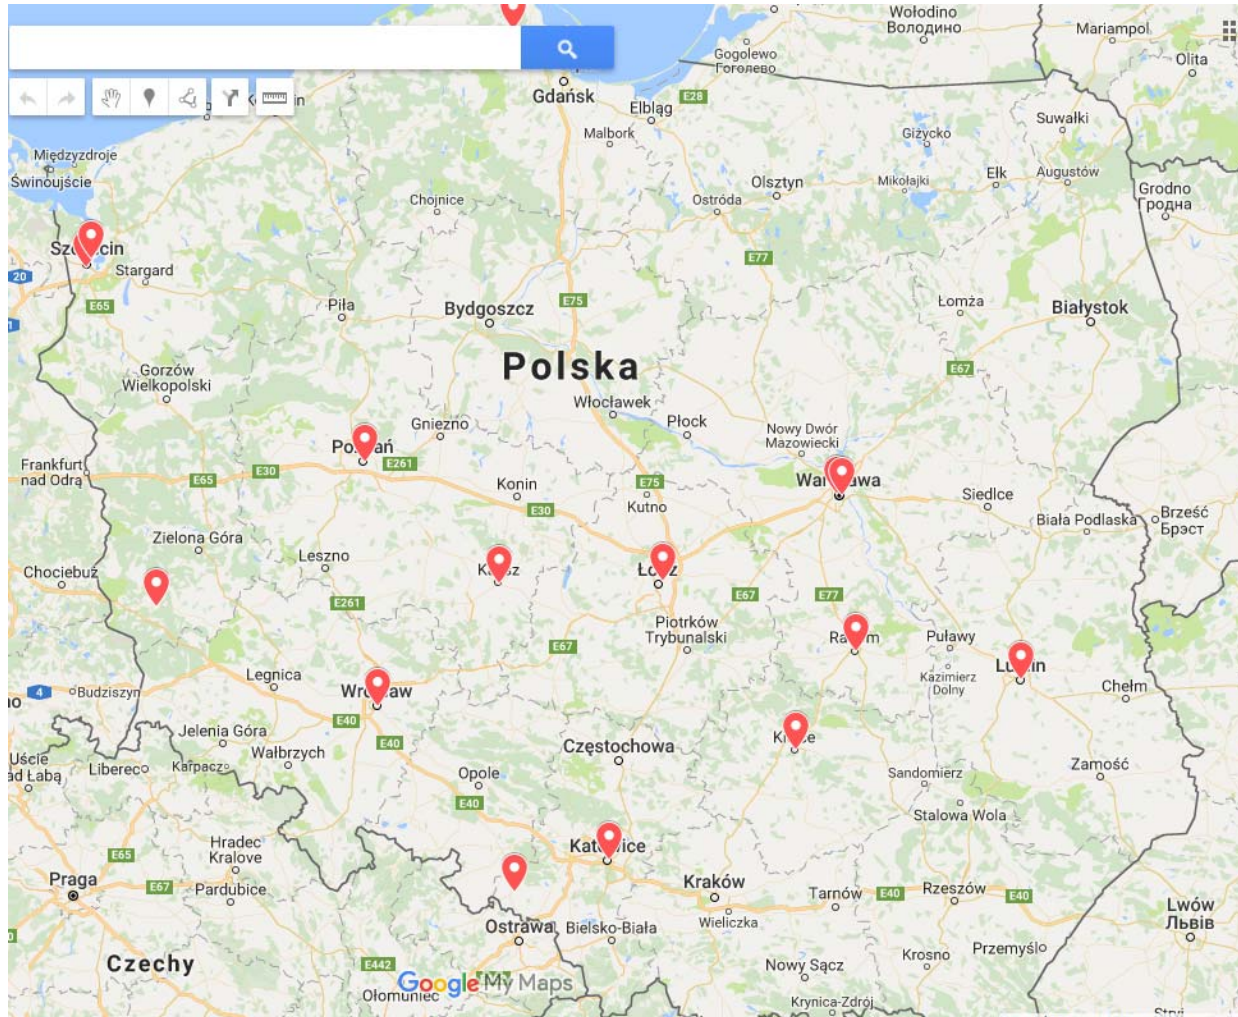 Wołodino
Володино
Mariampol
Gogolewo
Гоголево
Olita
Gdańsk
Elbląg
E28
Suwałki
Malbork
Giżycko
Międzyzdroje
Świnoujście
Olsztyn
Mikołajki
Ełk
Augustów
Grodno
Гродна
Chojnice
Ostróda
20
Stargard
E77
E65
Piła
Bydgoszcz
E75
Łomża
Białystok
Gorzów
Wielkopolski
Polska
E67
Włocławek
Płock
Gniezno
Nowy Dwór
Mazowiecki
Frankfurt
nad Odrą
E30
E65
E261
Konin
E75
Kutno
E30
Siedlce
Biała Podlaska
Brześć
Брэст
Zielona Góra
Leszno
Chociebuż
E261
E67
E77
Piotrków
Trybunalski
E67
Puławy
Kazimierz
Dolny
Legnica
4
Budziszyn
E40
E40
Chełm
Jelenia Góra
Wałbrzych
Częstochowa
Uście
Liberec
Karpacz
Opole
E40
Sandomierz
Zamość
Stalowa Wola
Hradec
Kralove
E65
Praga
E67
Pardubice
Kraków
Wieliczka
Tarnów
E40
Rzeszów
E40
Lwów
Львів
Ostrawa
Bielsko-Biała
Przemyśl
Krosno
Czechy
E442
Nowy Sącz
Google My Maps
Ołomuniec
Krynica-Zdrój